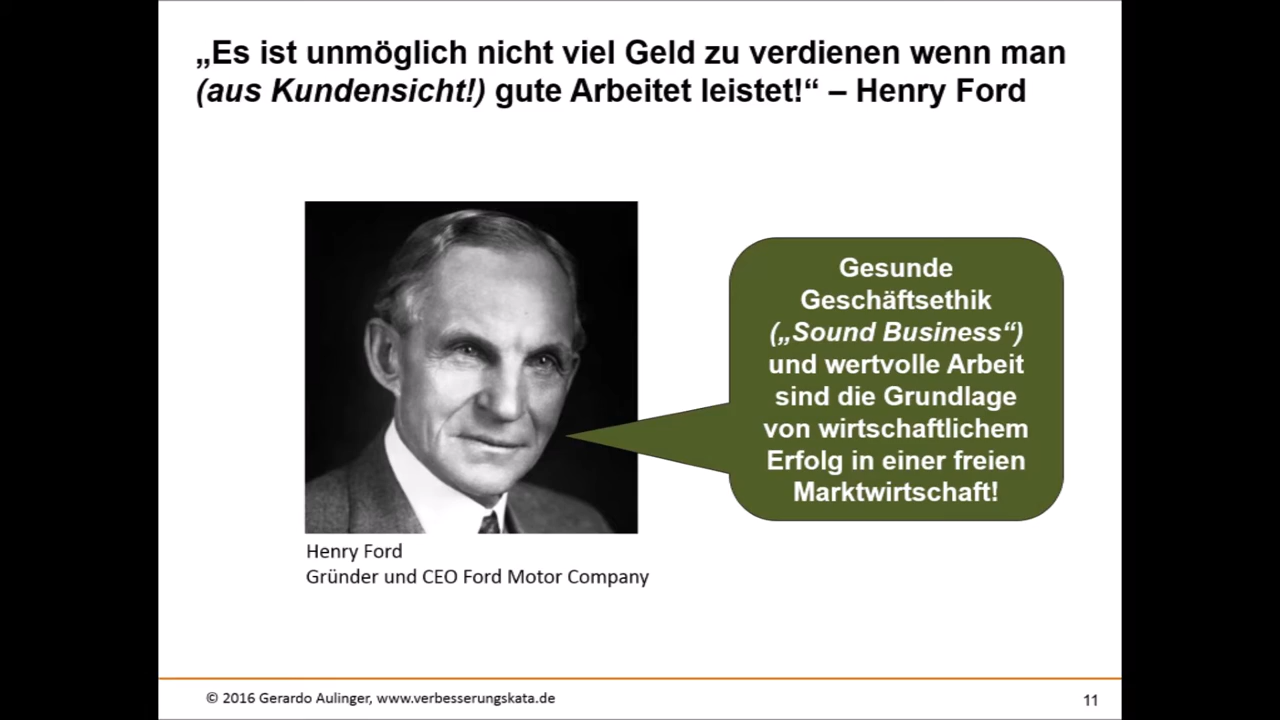 „Es ist unmöglich nicht viel Geld zu verdienen wenn man
(aus Kundensicht!) gute Arbeitet leistet!“ – Henry Ford
Gesunde
Geschäftsethik
(„Sound Business“)
und wertvolle Arbeit
sind die Grundlage
von wirtschaftlichem
Erfolg in einer freien
Marktwirtschaft!
Henry Ford
Gründer und CEO Ford Motor Company
© 2016 Gerardo Aulinger, www.verbesserungskata.de
11